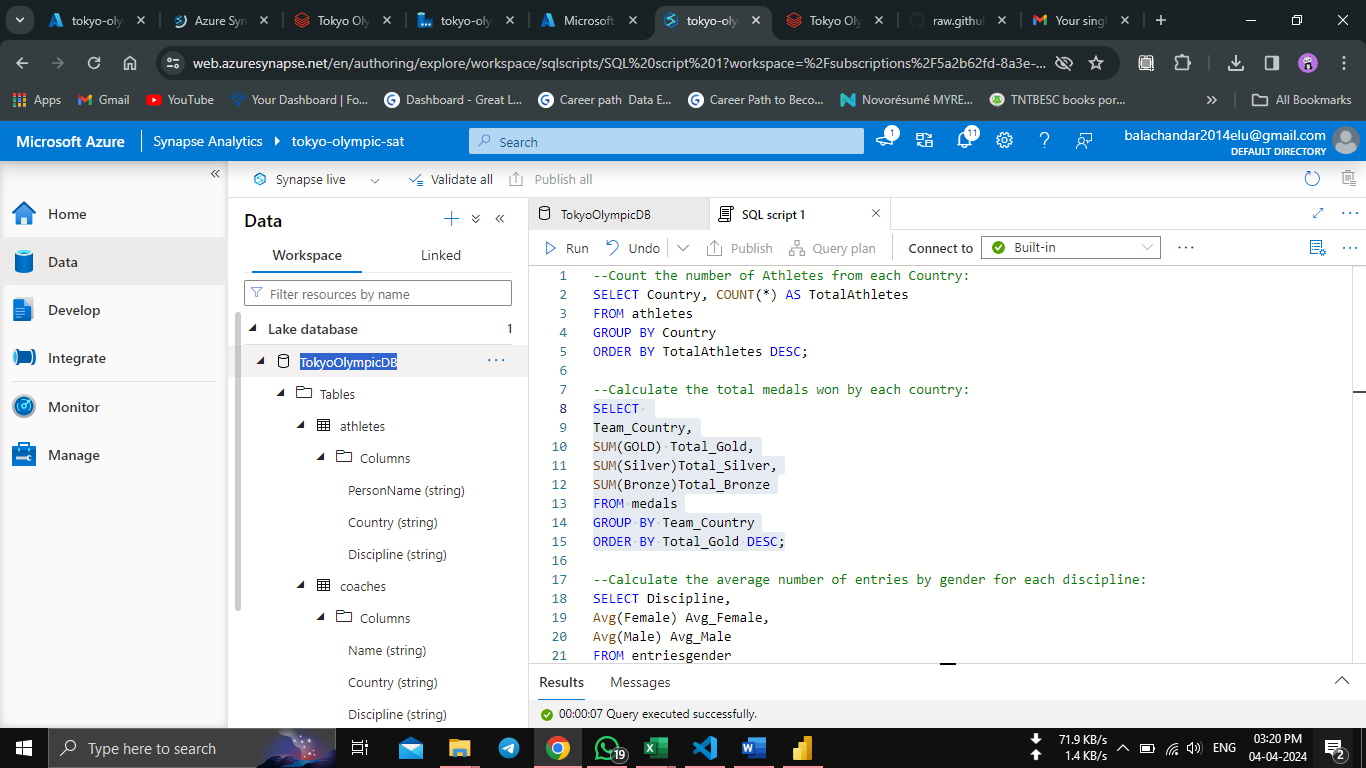 tokyo-oly
Azure Syn
Tokyo Oly
tokyo-oly
Microsoft
tokyo-oly
Tokyo Oly
raw.githu
Your singl
web.azuresynapse.net/en/authoring/explore/workspace/sqlscripts/SQL%20script%201?workspace=%2Fsubscriptions%2F5a2b62fd-8a3e-...
Apps
Gmail
YouTube
Your Dashboard | Fo...
Dashboard - Great L...
Career path Data E...
Career Path to Beco...
Novorésumé MYRE...
TNTBESC books por...
»
All Bookmarks
Microsoft Azure
Synapse Analytics
tokyo-olympic-sat
Search
1
11
balachandar2014elu@gmail.com
DEFAULT DIRECTORY
Synapse live
Validate all
Publish all
Home
Data
Develop
Integrate
Monitor
Manage
Data
Workspace
Linked
Filter resources by name
Lake database 1
TokyoOlympicDB
Tables
athletes
Columns
PersonName (string)
Country (string)
Discipline (string)
coaches
Columns
Name (string)
Country (string)
Discipline (string)
TokyoOlympicDB
SQL script 1
Run
Undo
Publish
Query plan
Connect to
Built-in
1 --Count the number of Athletes from each Country:
2 SELECT Country, COUNT(*) AS TotalAthletes
3 FROM athletes
4 GROUP BY Country
5 ORDER BY TotalAthletes DESC;
6
7 --Calculate the total medals won by each country:
8 SELECT
9 Team_Country,
10 SUM(GOLD) Total_Gold,
11 SUM(Silver)Total_Silver,
12 SUM(Bronze)Total_Bronze
13 FROM medals
14 GROUP BY Team_Country
15 ORDER BY Total_Gold DESC;
16
17 --Calculate the average number of entries by gender for each discipline:
18 SELECT Discipline,
19 Avg(Female) Avg_Female,
20 Avg(Male) Avg_Male
21 FROM entriesgender
Results
Messages
00:00:07 Query executed successfully.
Type here to search
19
71.9 KB/s
1.4 KB/s
ENG
03:20 PM
04-04-2024
2